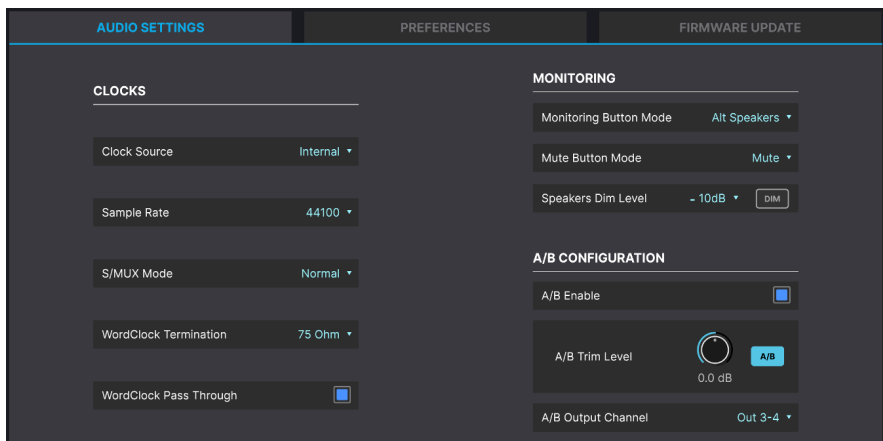 AUDIO SETTINGS
PREFERENCES
FIRMWARE UPDATE
CLOCKS
Clock Source Internal
Sample Rate 44100
S/MUX Mode Normal
WordClock Termination 75 Ohm
WordClock Pass Through
MONITORING
Monitoring Button Mode Alt Speakers
Mute Button Mode Mute
Speakers Dim Level - 10dB DIM
A/B CONFIGURATION
A/B Enable
A/B Trim Level A/B
0.0 dB
A/B Output Channel Out 3-4